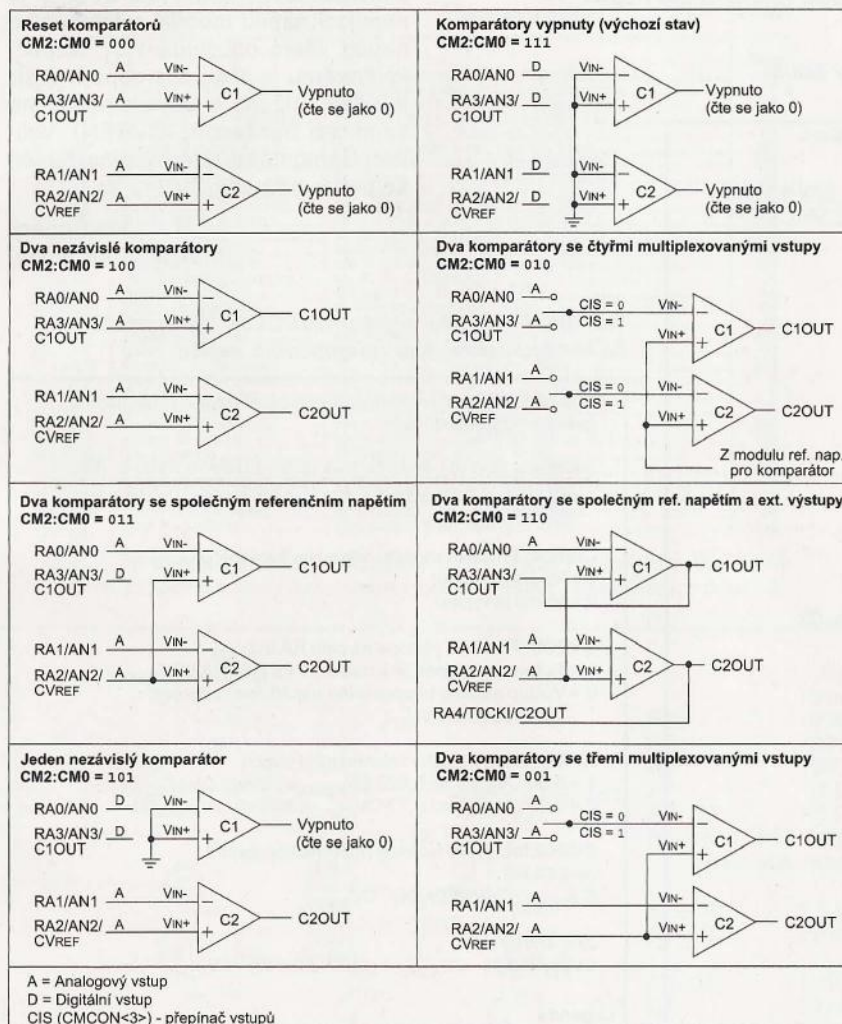 Reset komparátorů
CM2:CM0 = 000
RA0/AN0 A VIN-
RA3/AN3/ A VIN+
C1OUT
C1
Vypnuto
(čte se jako 0)
RA1/AN1 A VIN-
RA2/AN2/ A VIN+
CVREF
C2
Vypnuto
(čte se jako 0)
Komparátory vypnuty (výchozí stav)
CM2:CM0 = 111
RA0/AN0 D VIN-
RA3/AN3/ D VIN+
C1OUT
C1
Vypnuto
(čte se jako 0)
RA1/AN1 D VIN-
RA2/AN2/ D VIN+
CVREF
C2
Vypnuto
(čte se jako 0)
Dva nezávislé komparátory
CM2:CM0 = 100
RA0/AN0 A VIN-
RA3/AN3/ A VIN+
C1OUT
C1
C1OUT
RA1/AN1 A VIN-
RA2/AN2/ A VIN+
CVREF
C2
C2OUT
Dva komparátory se čtyřmi multiplexovanými vstupy
CM2:CM0 = 010
RA0/AN0 A CIS = 0 VIN-
RA3/AN3/ A CIS = 1 VIN+
C1OUT
C1
C1OUT
RA1/AN1 A CIS = 0 VIN-
RA2/AN2/ A CIS = 1 VIN+
CVREF
C2
C2OUT
Z modulu ref. nap.
pro komparátor
Dva komparátory se společným referenčním napětím
CM2:CM0 = 011
RA0/AN0 A VIN-
RA3/AN3/ D VIN+
C1OUT
C1
C1OUT
RA1/AN1 A VIN-
RA2/AN2/ A VIN+
CVREF
C2
C2OUT
Dva komparátory se společným ref. napětím a ext. výstupy
CM2:CM0 = 110
RA0/AN0 A VIN-
RA3/AN3/ VIN+
C1OUT
C1
C1OUT
RA1/AN1 A VIN-
RA2/AN2/ A VIN+
CVREF
C2
C2OUT
RA4/T0CKI/C2OUT
Jeden nezávislý komparátor
CM2:CM0 = 101
RA0/AN0 D VIN-
RA3/AN3/ D VIN+
C1OUT
C1
Vypnuto
(čte se jako 0)
RA1/AN1 A VIN-
RA2/AN2/ A VIN+
CVREF
C2
C2OUT
Dva komparátory se třemi multiplexovanými vstupy
CM2:CM0 = 001
RA0/AN0 A CIS = 0 VIN-
RA3/AN3/ A CIS = 1 VIN+
C1OUT
C1
C1OUT
RA1/AN1 A VIN-
RA2/AN2/ A VIN+
CVREF
C2
C2OUT
A = Analogový vstup
D = Digitální vstup
CIS (CMCON<3>) - přepínač vstupů